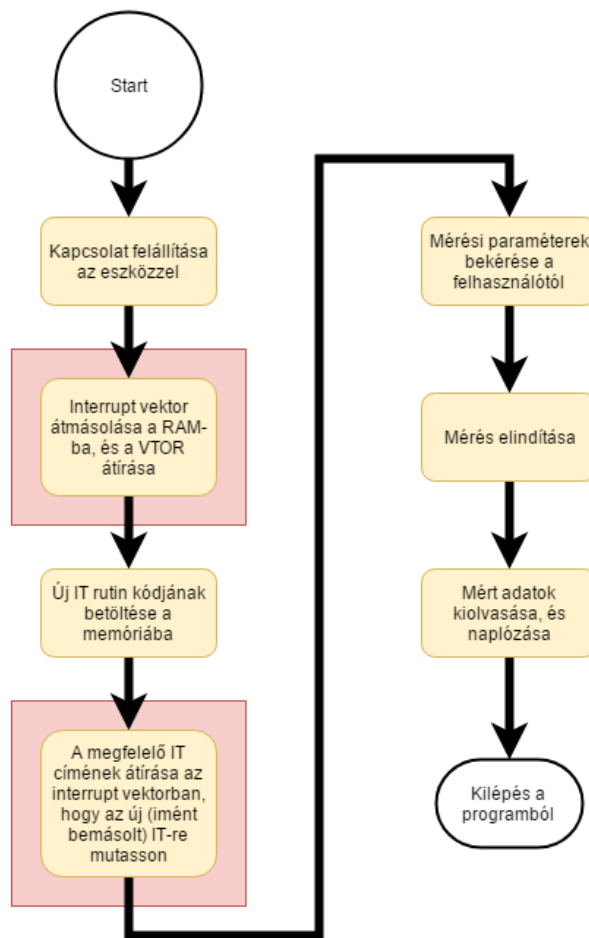 Start
Kapcsolat felállítása
az eszközzel
Interrupt vektor
átmásolása a RAM-
ba, és a VTOR
átírása
Új IT rutin kódjának
betöltése a
memóriába
A megfelelő IT
címének átírása az
interrupt vektorban,
hogy az új (imént
bemásolt) IT-re
mutasson
Mérési paraméterek
bekérése a
felhasználótól
Mérés elindítása
Mért adatok
kiolvasása, és
naplózása
Kilépés a
programból